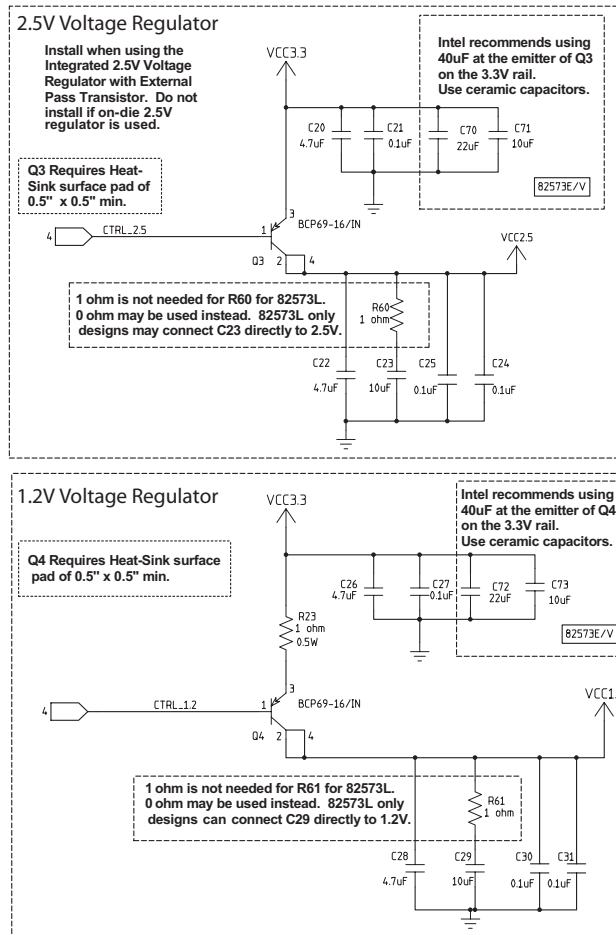 2.5V Voltage Regulator
Install when using the
Integrated 2.5V Voltage
Regulator with External
Pass Transistor. Do not
install if on-die 2.5V
regulator is used.
VCC3.3
Intel recommends using
40uF at the emitter of Q3
on the 3.3V rail.
Use ceramic capacitors.
C20
4.7uF
C21
0.1uF
C70
22uF
C71
10uF
82573E/V
Q3 Requires Heat-
Sink surface pad of
0.5" x 0.5" min.
4
CTRL_2.5
1
3
BCP69-16/IN
Q3
2
4
VCC2.5
1 ohm is not needed for R60 for 82573L.
0 ohm may be used instead. 82573L only
designs may connect C23 directly to 2.5V.
R60
1 ohm
C22
4.7uF
C23
10uF
C25
0.1uF
C24
0.1uF
1.2V Voltage Regulator
VCC3.3
Intel recommends using
40uF at the emitter of Q4
on the 3.3V rail.
Use ceramic capacitors.
Q4 Requires Heat-Sink surface
pad of 0.5" x 0.5" min.
C26
4.7uF
C27
0.1uF
C72
22uF
C73
10uF
82573E/V
R23
1 ohm
0.5W
4
CTRL_1.2
1
3
BCP69-16/IN
Q4
2
4
VCC1.
1 ohm is not needed for R61 for 82573L.
0 ohm may be used instead. 82573L only
designs can connect C29 directly to 1.2V.
R61
1 ohm
C28
4.7uF
C29
10uF
C30
0.1uF
C31
0.1uF